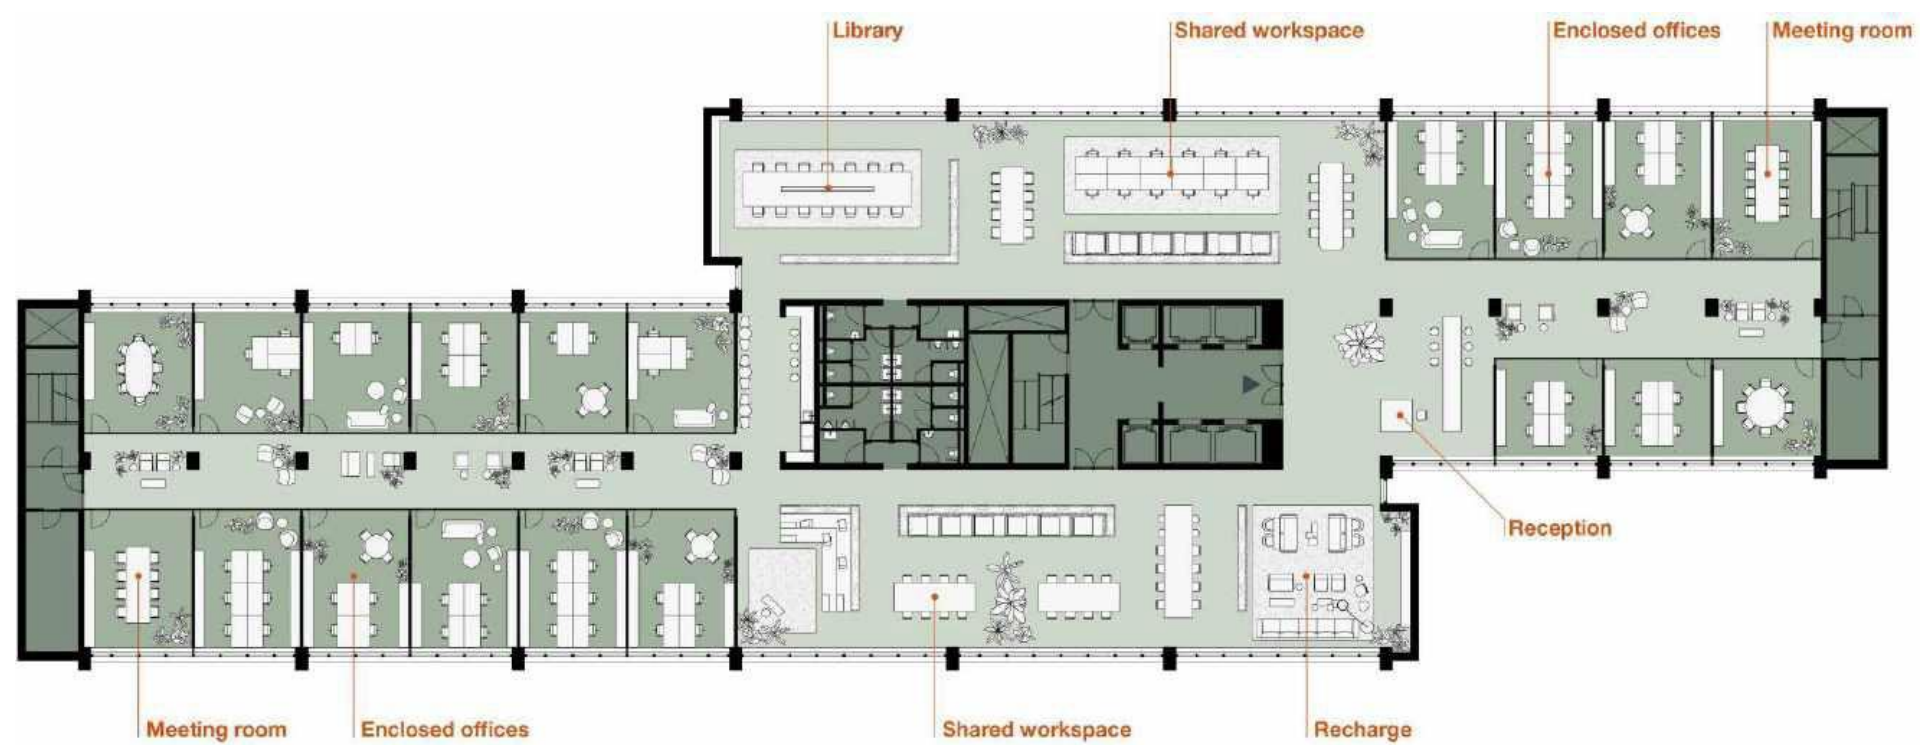 Library
Shared workspace
Enclosed offices
Meeting room
Reception
Meeting room
Enclosed offices
Shared workspace
Recharge